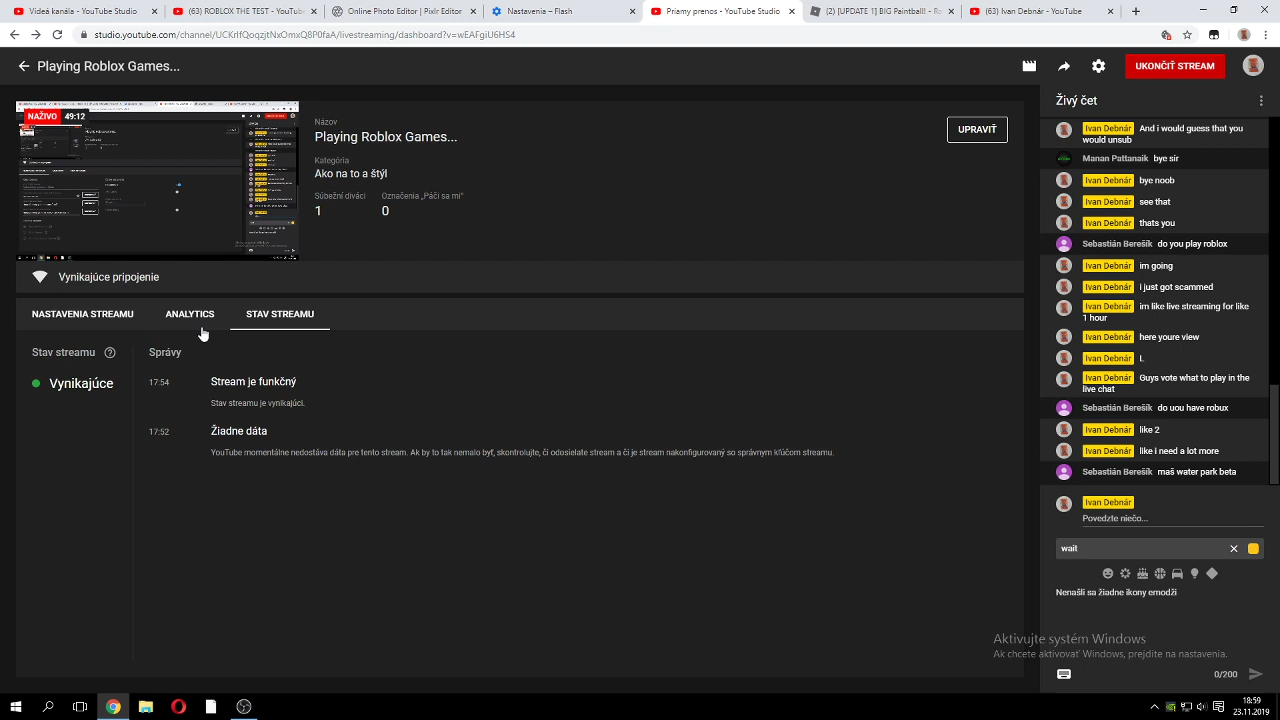 Videá kanála - YouTube Studio
(63) ROBLOX THE TEST - YouTube
Online Photo Editor | Pixlr Editor
Nastavenia – Flash
Priamy prenos - YouTube Studio
[UPDATE 1!] BIG Paintball! - Ro
(63) Ivan Debnár - YouTube
studio.youtube.com/channel/UCKrIfQoqzjtNxOmxQ8P0faA/livestreaming/dashboard?v=wEAFgiU6HS4
Playing Roblox Games...
UKONČIŤ STREAM
NAŽIVO 49:12
Názov
Playing Roblox Games...
UPRAVIŤ
Kategória
Ako na to a štýl
Súbežní diváci
označenia „Páči sa mi“
1
0
Vynikajúce pripojenie
NASTAVENIA STREAMU
ANALYTICS
STAV STREAMU
Stav streamu
Správy
Vynikajúce
17:54
Stream je funkčný
Stav streamu je vynikajúci.
17:52
Žiadne dáta
YouTube momentálne nedostáva dáta pre tento stream. Ak by to tak nemalo byť, skontrolujte, či odosielate stream a či je stream nakonfigurovaný so správnym kľúčom streamu.
Živý čet
Ivan Debnár And i would guess that you
would unsub
Manan Pattanaik bye sir
Ivan Debnár bye noob
Ivan Debnár see that
Ivan Debnár thats you
Sebastián Berešík do you play roblox
Ivan Debnár im going
Ivan Debnár I just got scammed
Ivan Debnár im like live streaming for like
1 hour
Ivan Debnár here youre view
Ivan Debnár I.
Ivan Debnár Guys vote what to play in the
live chat
Sebastián Berešík do uou have robux
Ivan Debnár like 2
Ivan Debnár like i need a lot more
Sebastián Berešík maš water park beta
Ivan Debnár
Povedzte niečo...
wait
Nenašli sa žiadne ikony emodži
Aktivujte systém Windows
Ak chcete aktivovať Windows, prejdite na nastavenia.
0/200
18:59
23.11.2019